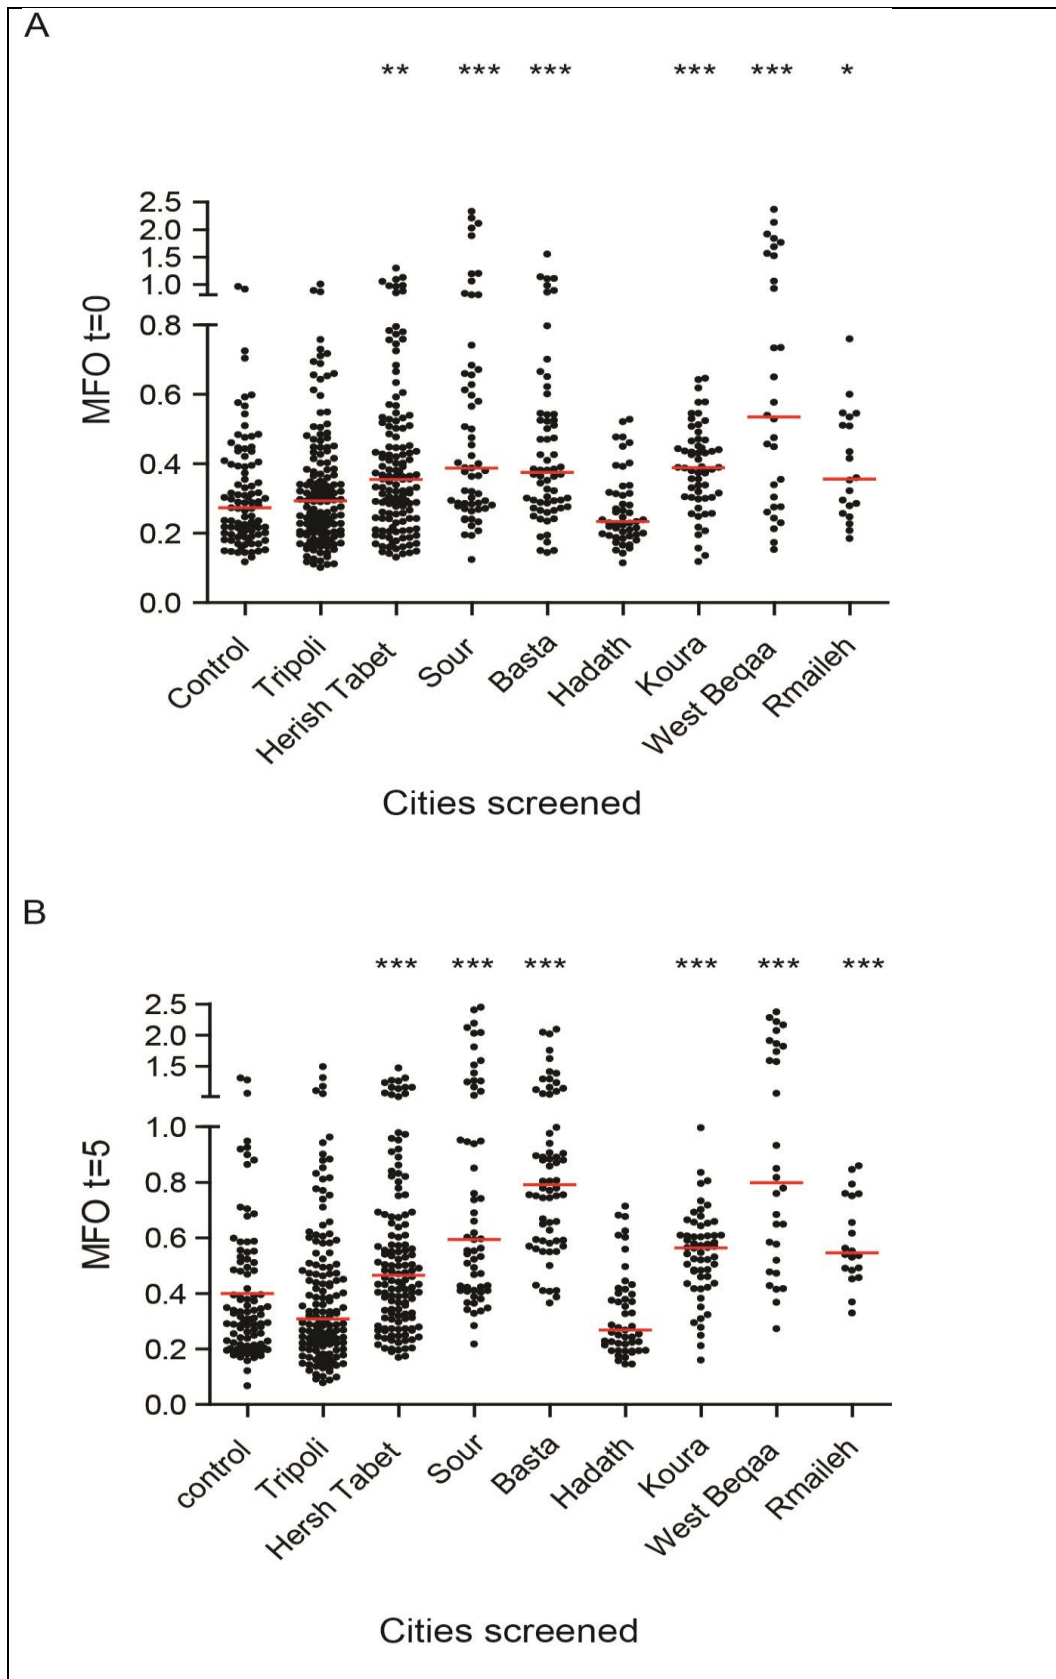 A
** *** *** *** *** *
2.5
2.0
1.5
1.0
0.8
0.6
0.4
0.2
0.0
MFO t=0
Control Tripoli Herish Tabet Sour Basta Hadath Koura West Beqaa Rmaileh
Cities screened
B
*** *** *** *** *** ***
2.5
2.0
1.5
1.0
0.8
0.6
0.4
0.2
0.0
MFO t=5
control Tripoli Hersh Tabet Sour Basta Hadath Koura West Beqaa Rmaileh
Cities screened